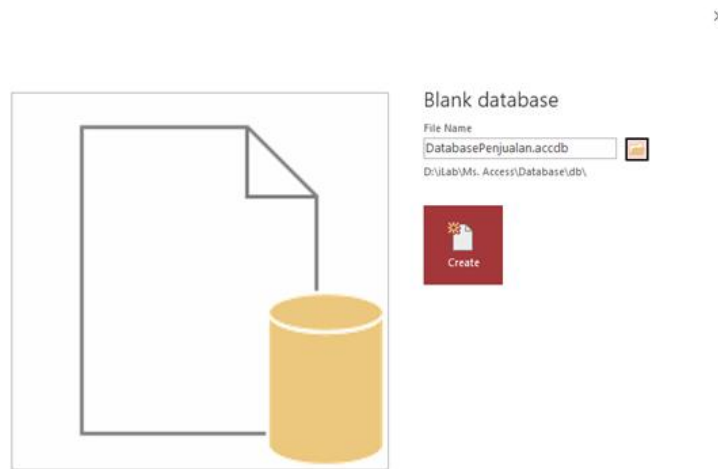 Blank database
File Name
DatabasePenjualan.accdb
D:\iLab\Ms. Access\Database\db\
Create